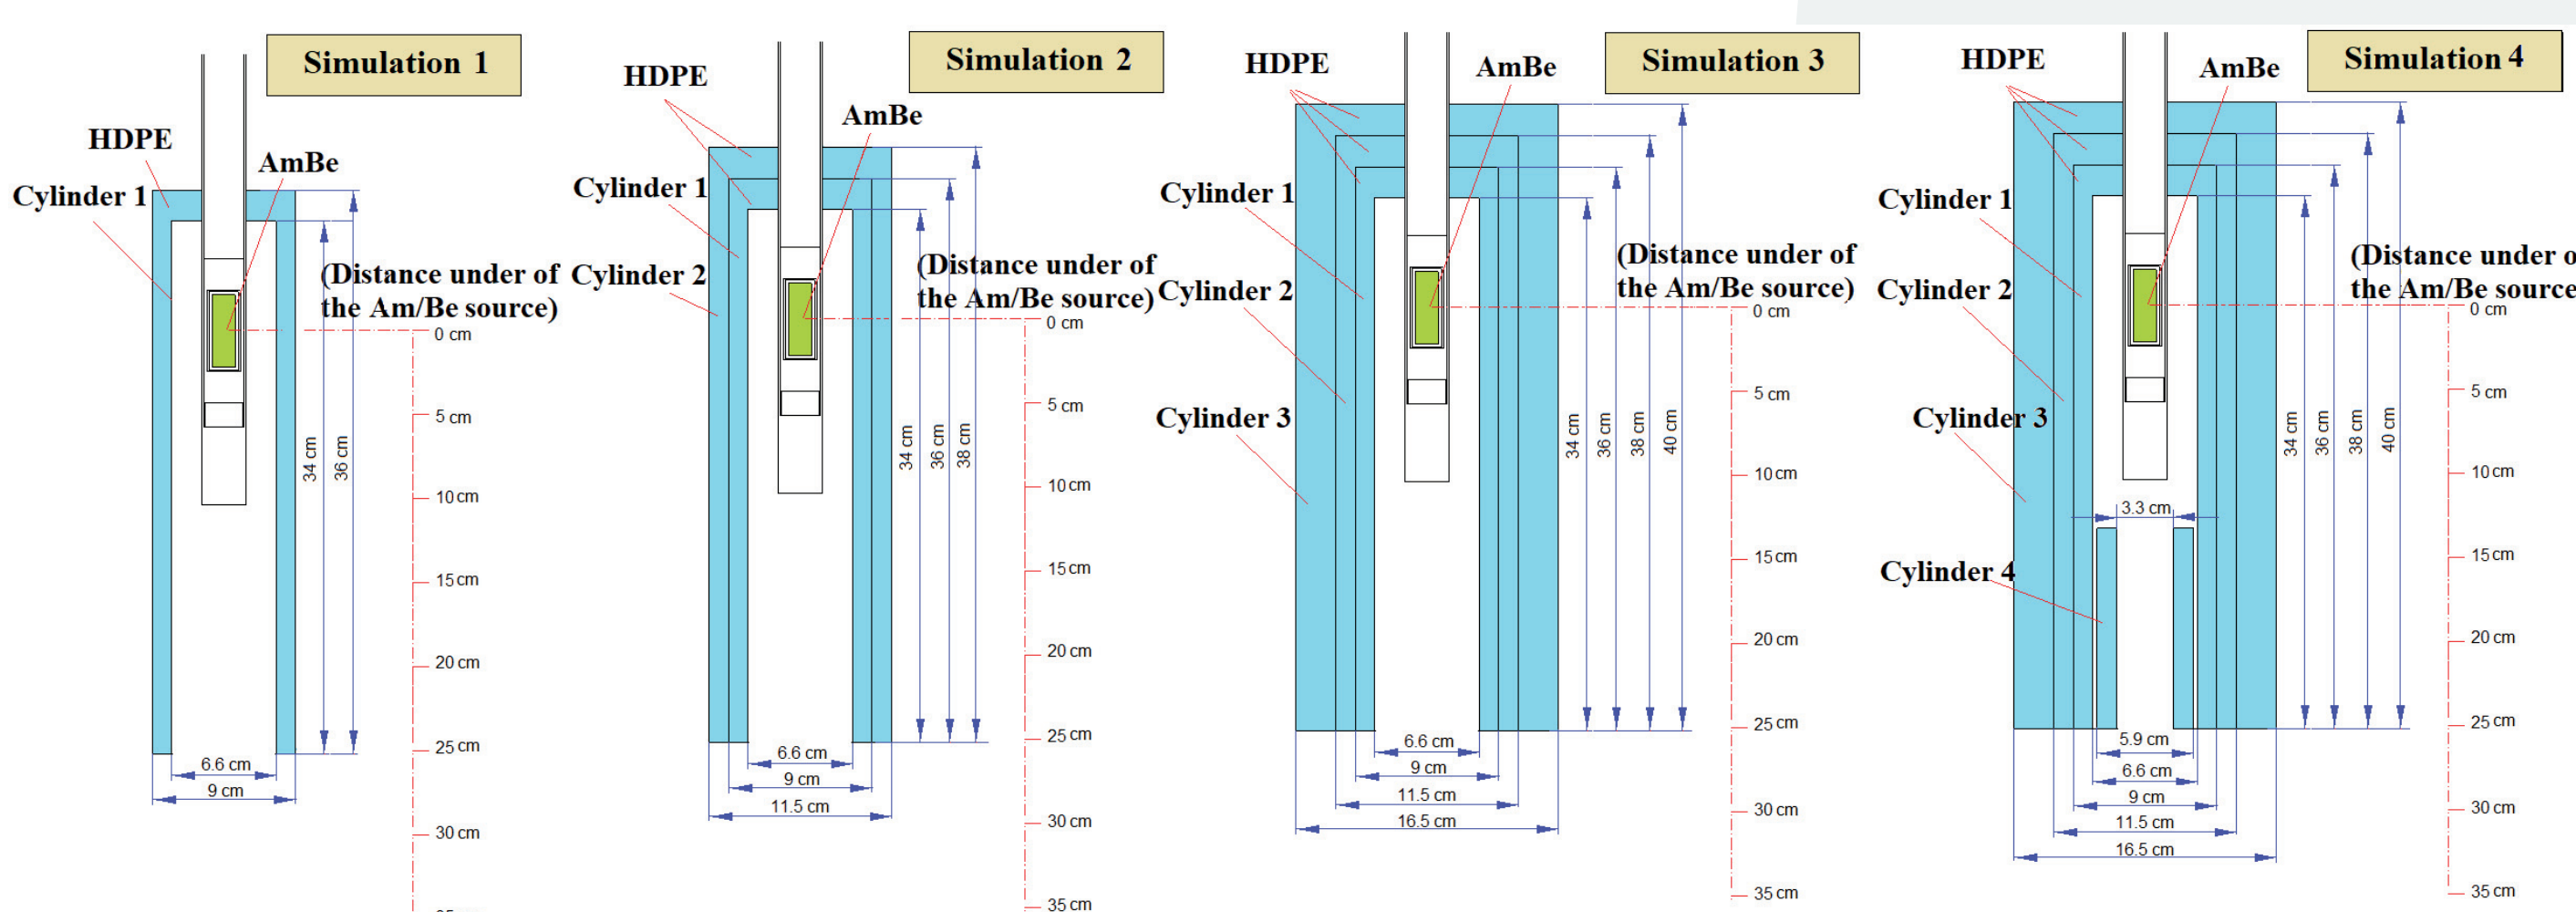 Simulation 1
HDPE
AmBe
Cylinder 1
(Distance under of
the Am/Be source)
0 cm
5 cm
10 cm
15 cm
20 cm
25 cm
30 cm
34 cm
36 cm
6.6 cm
9 cm
Simulation 2
HDPE
AmBe
Cylinder 1
Cylinder 2
(Distance under of
the Am/Be source)
0 cm
5 cm
10 cm
15 cm
20 cm
25 cm
30 cm
35 cm
34 cm
36 cm
38 cm
6.6 cm
9 cm
11.5 cm
Simulation 3
HDPE
AmBe
Cylinder 1
Cylinder 2
Cylinder 3
(Distance under of
the Am/Be source)
0 cm
5 cm
10 cm
15 cm
20 cm
25 cm
30 cm
35 cm
34 cm
36 cm
38 cm
40 cm
6.6 cm
9 cm
11.5 cm
16.5 cm
Simulation 4
HDPE
AmBe
Cylinder 1
Cylinder 2
Cylinder 3
Cylinder 4
(Distance under o
the Am/Be source
0 cm
5 cm
10 cm
15 cm
20 cm
25 cm
30 cm
35 cm
34 cm
36 cm
38 cm
40 cm
3.3 cm
5.9 cm
6.6 cm
9 cm
11.5 cm
16.5 cm